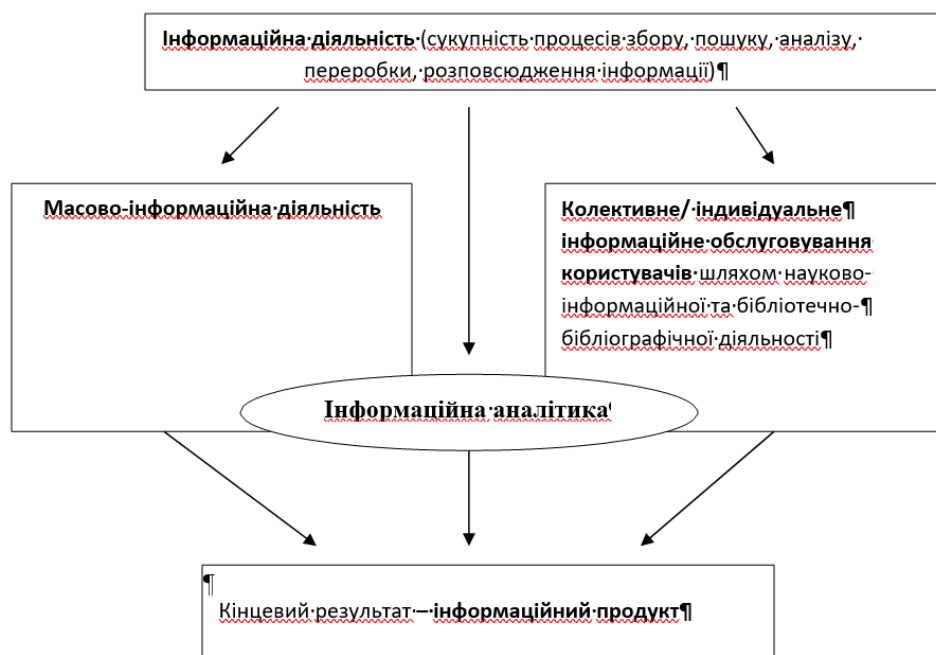 Інформаційна·діяльність·(сукупність·процесів·збору,·пошуку,·аналізу,·
переробки,·розповсюдження·інформації)¶
Масово-інформаційна·діяльність
Колективне/·індивідуальне¶
інформаційне·обслуговування·
користувачів·шляхом·науково-
інформаційної·та·бібліотечно-¶
бібліографічної·діяльності¶
Інформаційна·аналітика¶
¶
Кінцевий·результат·–·інформаційний·продукт¶